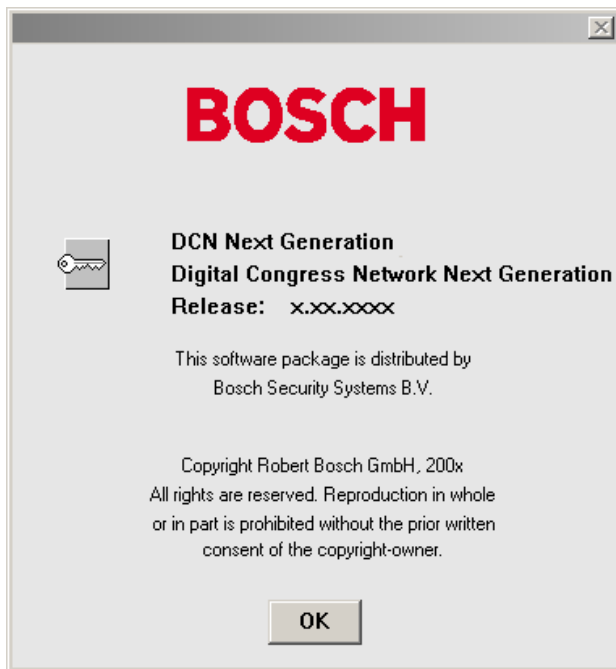 BOSCH
DCN Next Generation
Digital Congress Network Next Generation
Release: x.xx.xxxx
This software package is distributed by
Bosch Security Systems B.V.
Copyright Robert Bosch GmbH, 200x
All rights are reserved. Reproduction in whole
or in part is prohibited without the prior written
consent of the copyright-owner.
OK